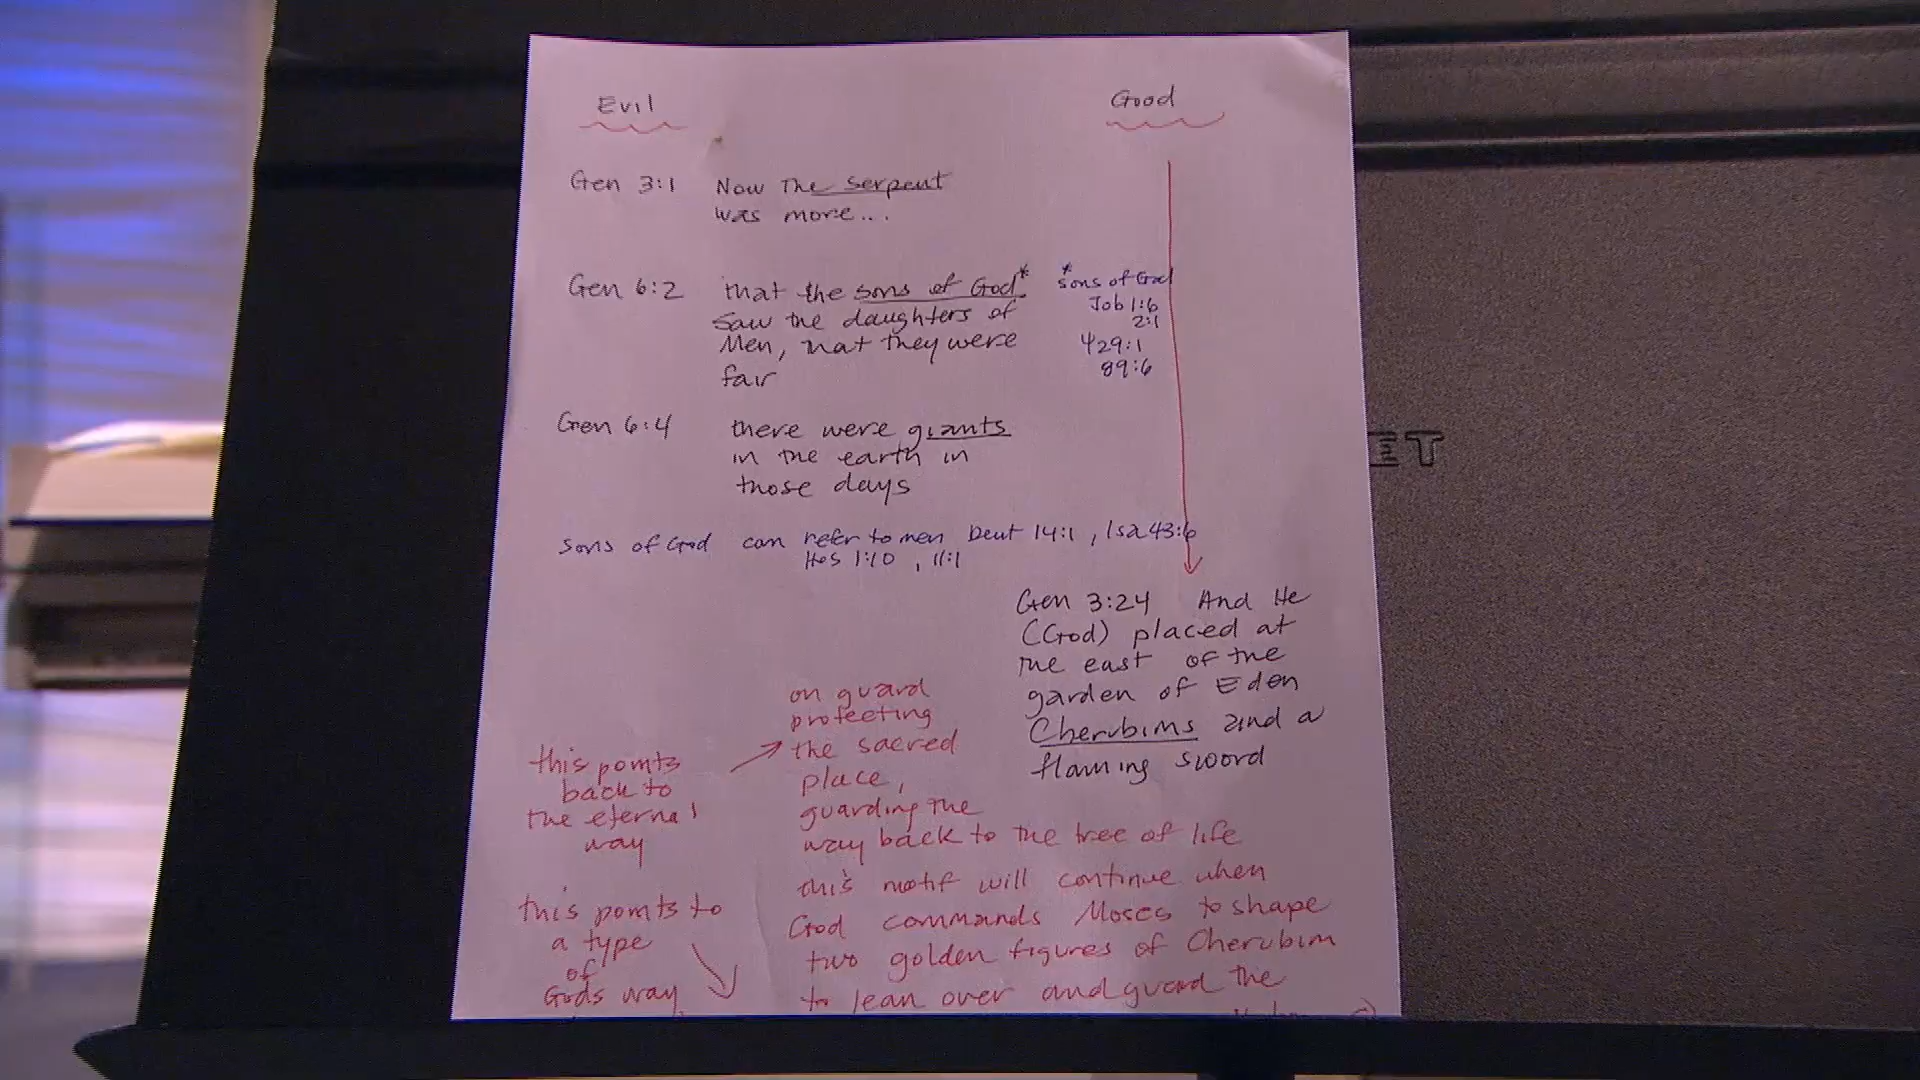 Evil
Good
Gen 3:1 Now The serpent
was more...
Gen 6:2 that the sons of God*
saw the daughters of
Men, that they were
fair
*sons of God
Job 1:6
2:1
Ψ29:1
89:6
Gen 6:4 there were giants
in the earth in
those days
sons of God can refer to men Deut 14:1, Isa 43:6
Hos 1:10, 11:1
Gen 3:24 And He
(God) placed at
the east of the
garden of Eden
Cherubims and a
flaming sword
this points
back to
the eternal
way
on guard
protecting
the sacred
place,
guarding the
way back to the tree of life
this motif will continue when
God commands Moses to shape
two golden figures of Cherubim
to lean over and guard the
this points to
a type
of
Gods way
ET